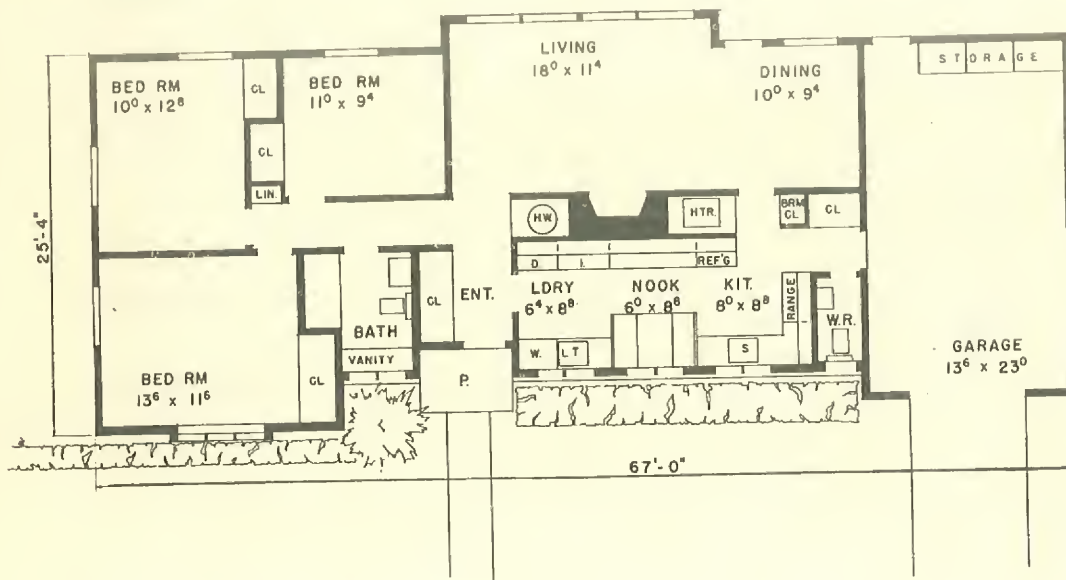 LIVING
18⁰ x 11⁴
STORAGE
BED RM
10⁰ x 12⁸
CL
BED RM
11⁰ x 9⁴
DINING
10⁰ x 9⁴
CL
LIN.
HW
HTR.
BRM
CL
CL
25'-4"
D.
I.
REF'G
CL
ENT.
LDRY
6⁴ x 8⁸
NOOK
6⁰ x 8⁸
KIT.
8⁰ x 8⁸
RANGE
BATH
W.R.
VANITY
W.
LT
S
GARAGE
13⁶ x 23⁰
BED RM
13⁶ x 11⁶
CL
P.
67'-0"